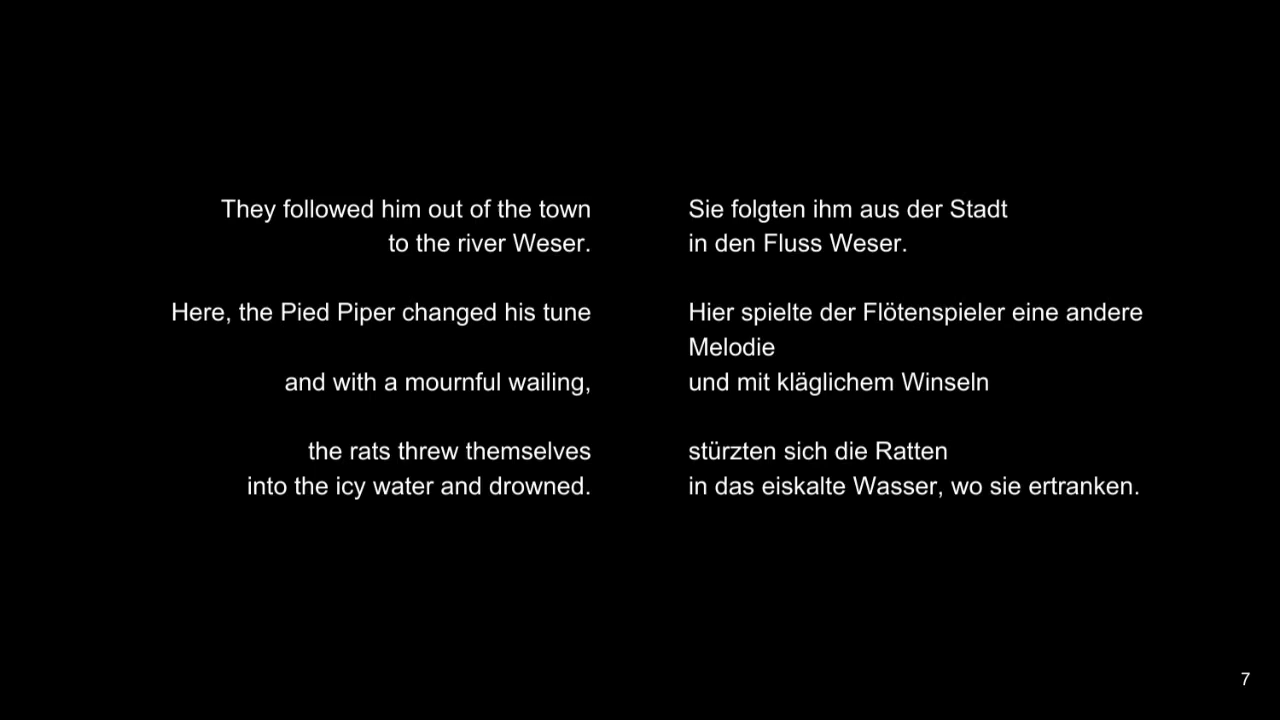 They followed him out of the town
to the river Weser.
Here, the Pied Piper changed his tune
and with a mournful wailing,
the rats threw themselves
into the icy water and drowned.
Sie folgten ihm aus der Stadt
in den Fluss Weser.
Hier spielte der Flötenspieler eine andere
Melodie
und mit kläglichem Winseln
stürzten sich die Ratten
in das eiskalte Wasser, wo sie ertranken.
7